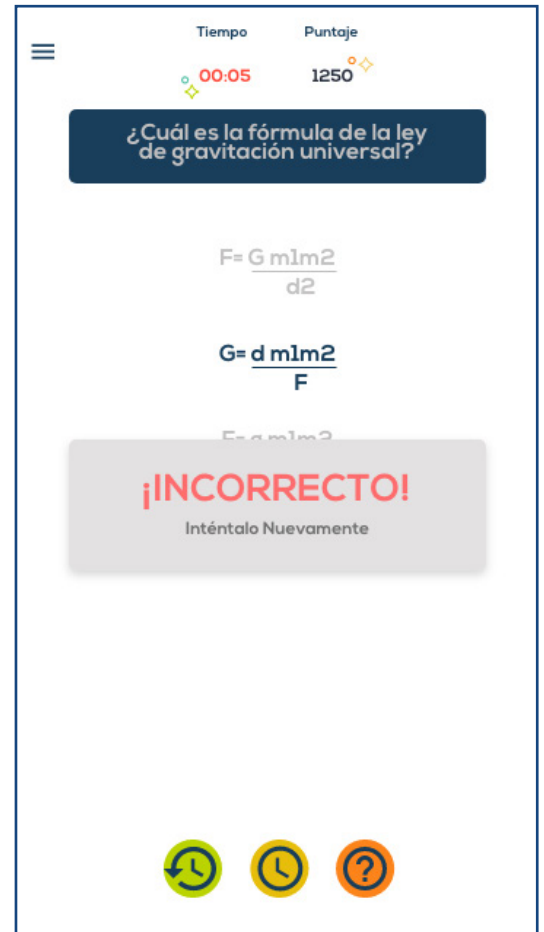 Tiempo Puntaje
00:05 1250
¿Cuál es la fórmula de la ley
de gravitación universal?
F= G m1m2
d2
G= d m1m2
F
¡INCORRECTO!
Inténtalo Nuevamente